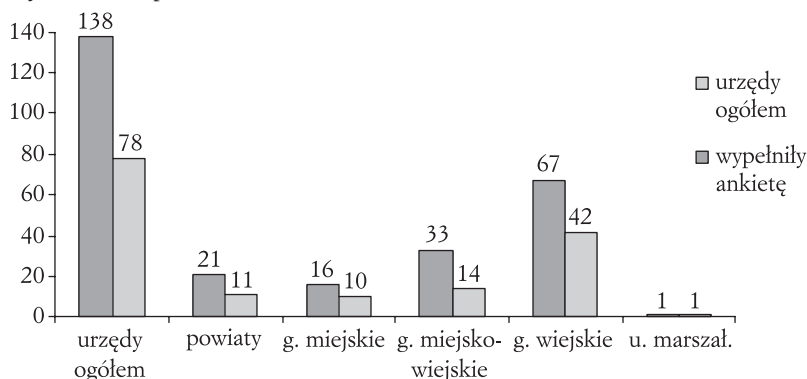 140
120
100
80
60
40
20
0
138
78
21
11
16
10
33
14
67
42
1
1
urzędy
ogółem
powiaty
g. miejskie
g. miejsko-
wiejskie
g. wiejskie
u. marszał.
urzędy
ogółem
wypełniły
ankietę